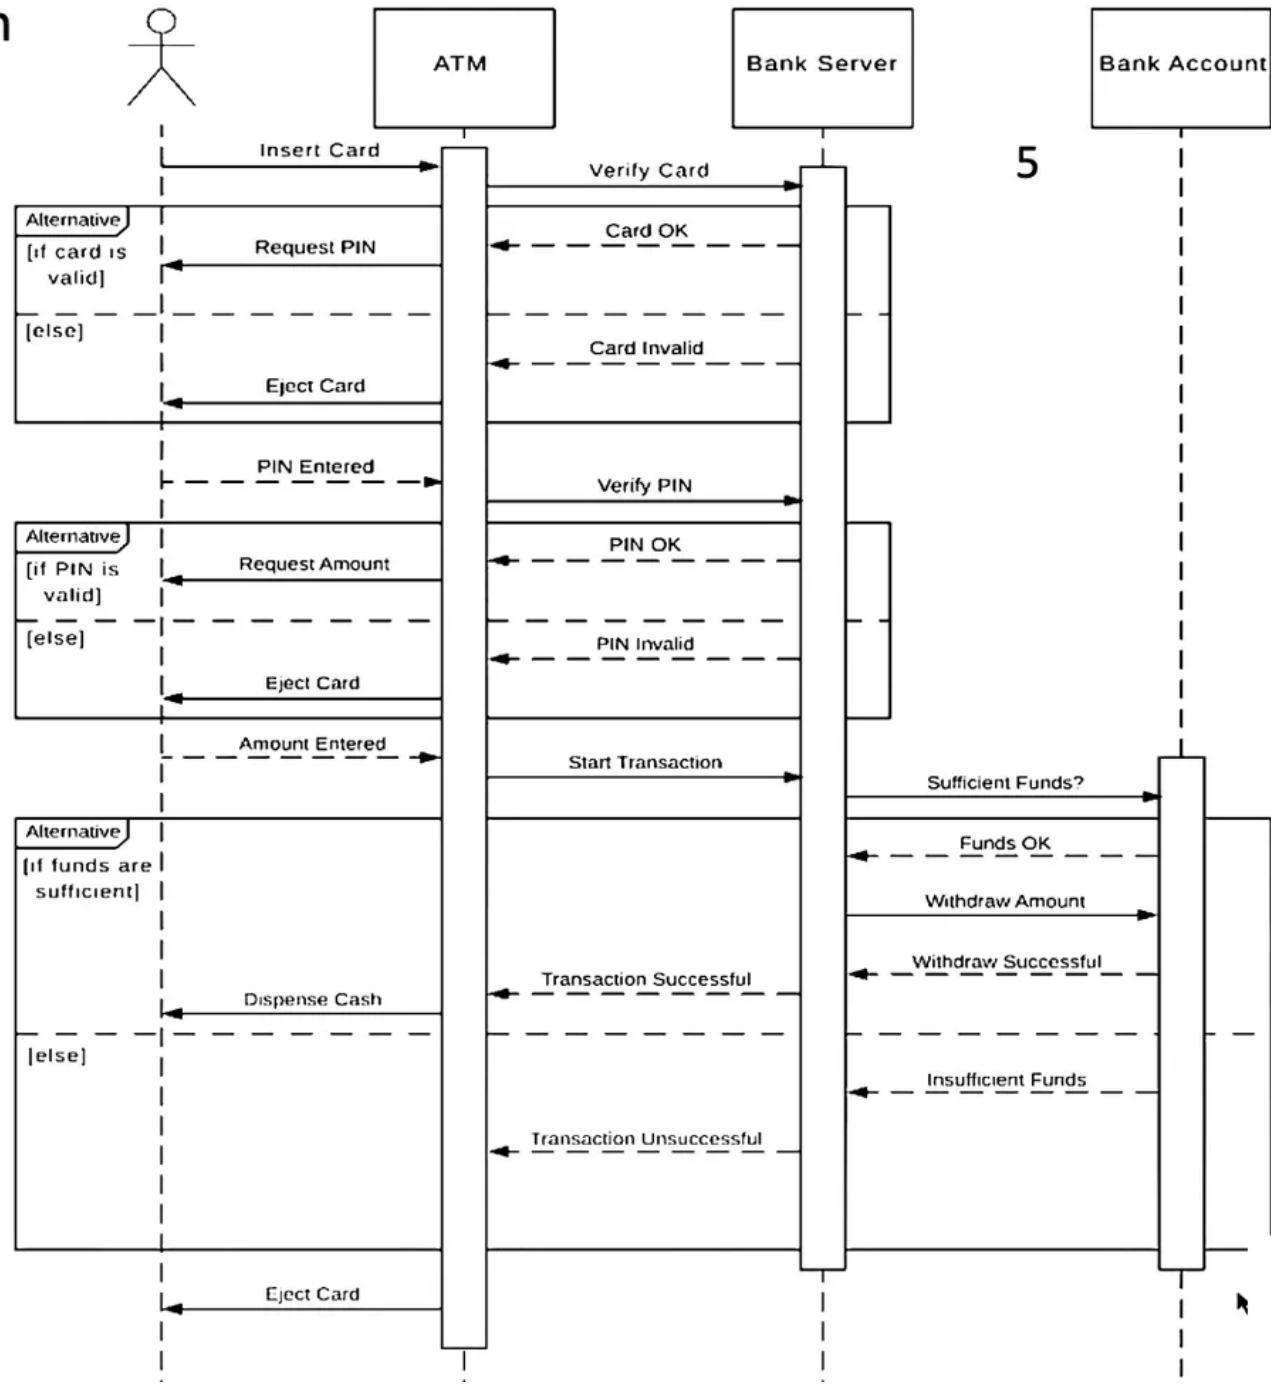 n
ATM
Bank Server
Bank Account
5
Insert Card
Verify Card
Alternative
[if card is
valid]
Card OK
Request PIN
[else]
Card Invalid
Eject Card
PIN Entered
Verify PIN
Alternative
[if PIN is
valid]
PIN OK
Request Amount
[else]
PIN Invalid
Eject Card
Amount Entered
Start Transaction
Sufficient Funds?
Alternative
[if funds are
sufficient]
Funds OK
Withdraw Amount
Withdraw Successful
Transaction Successful
Dispense Cash
[else]
Insufficient Funds
Transaction Unsuccessful
Eject Card